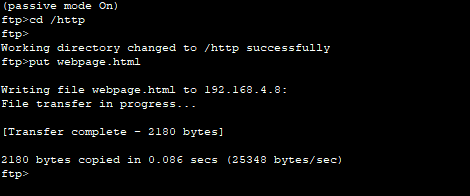 (passive mode On)
ftp>cd /http
ftp>
Working directory changed to /http successfully
ftp>put webpage.html
Writing file webpage.html to 192.168.4.8:
File transfer in progress...
[Transfer complete - 2180 bytes]
2180 bytes copied in 0.086 secs (25348 bytes/sec)
ftp>